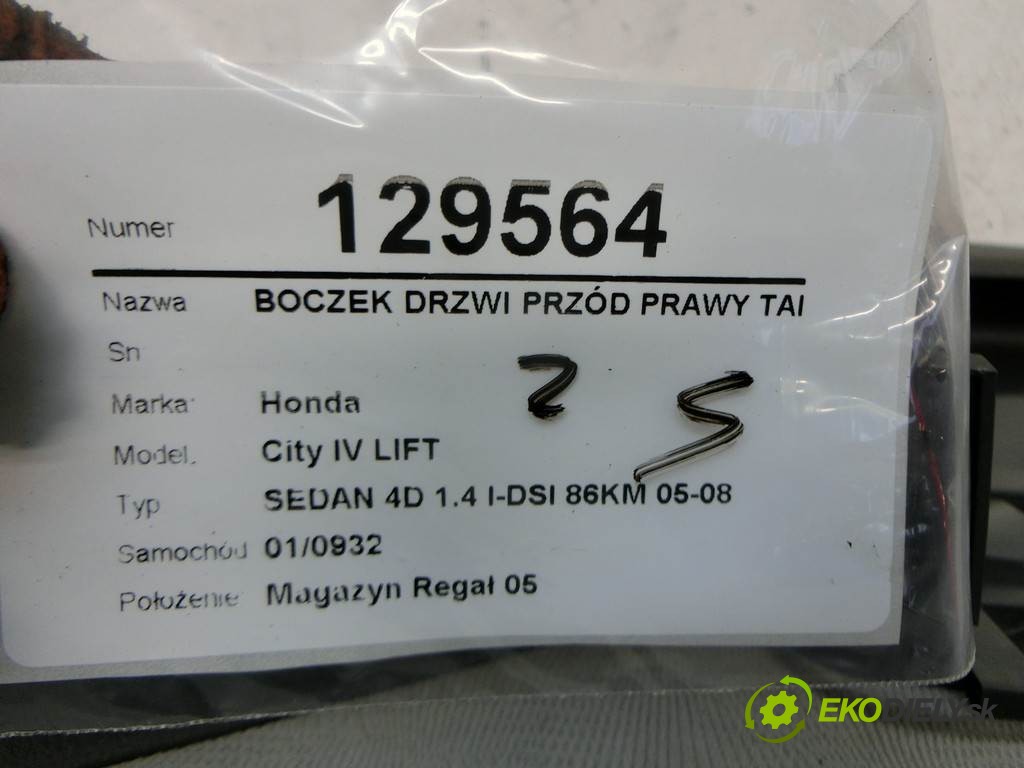 Numer 129564
Nazwa BOCZEK DRZWI PRZÓD PRAWY TAI
Sn
Marka: Honda
Model. City IV LIFT
Typ SEDAN 4D 1.4 I-DSI 86KM 05-08
Samochód 01/0932
Położenie Magazyn Regał 05
EKODIELY.sk